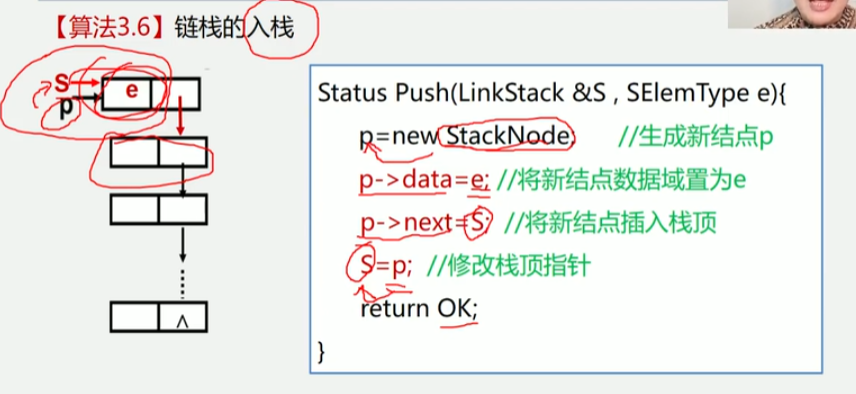 【算法3.6】链栈的入栈
S
p
e
∧
Status Push(LinkStack &S , SElemType e){
p=new StackNode; //生成新结点p
p->data=e; //将新结点数据域置为e
p->next=S; //将新结点插入栈顶
S=p; //修改栈顶指针
return OK;
}